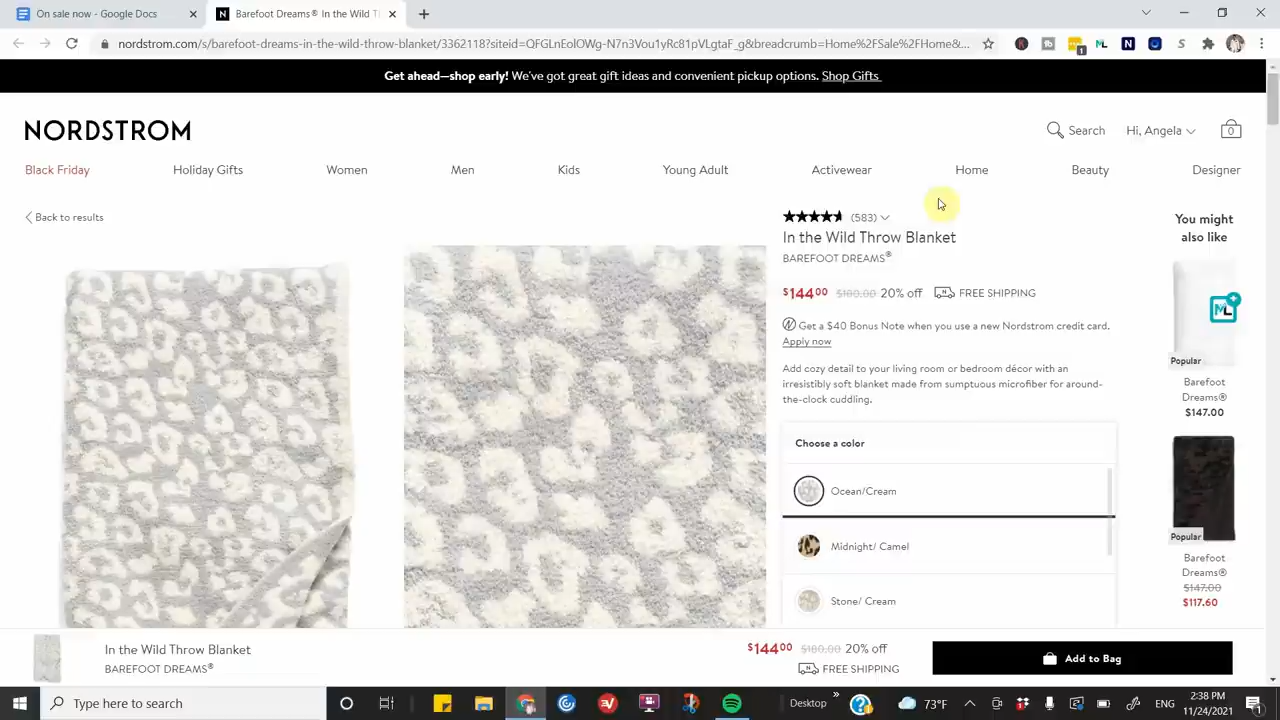 On sale now - Google Docs
Barefoot Dreams® In the Wild T
nordstrom.com/s/barefoot-dreams-in-the-wild-throw-blanket/3362118?siteid=QFGLnEolOWg-N7n3Vou1yRc81pVLgtaF_g&breadcrumb=Home%2FSale%2FHome&...
Get ahead—shop early! We've got great gift ideas and convenient pickup options. Shop Gifts
NORDSTROM
Search
Hi, Angela
0
Black Friday
Holiday Gifts
Women
Men
Kids
Young Adult
Activewear
Home
Beauty
Designer
Back to results
(583)
In the Wild Throw Blanket
BAREFOOT DREAMS®
$144.00 $180.00 20% off FREE SHIPPING
Get a $40 Bonus Note when you use a new Nordstrom credit card.
Apply now
Add cozy detail to your living room or bedroom décor with an
irresistibly soft blanket made from sumptuous microfiber for around-
the-clock cuddling.
Choose a color
Ocean/Cream
Midnight/ Camel
Stone/ Cream
You might
also like
ML
Popular
Barefoot
Dreams®
$147.00
Popular
Barefoot
Dreams®
$147.00
$117.60
In the Wild Throw Blanket
BAREFOOT DREAMS®
$144.00 $180.00 20% off
FREE SHIPPING
Add to Bag
Type here to search
Desktop
73°F
ENG
2:38 PM
11/24/2021